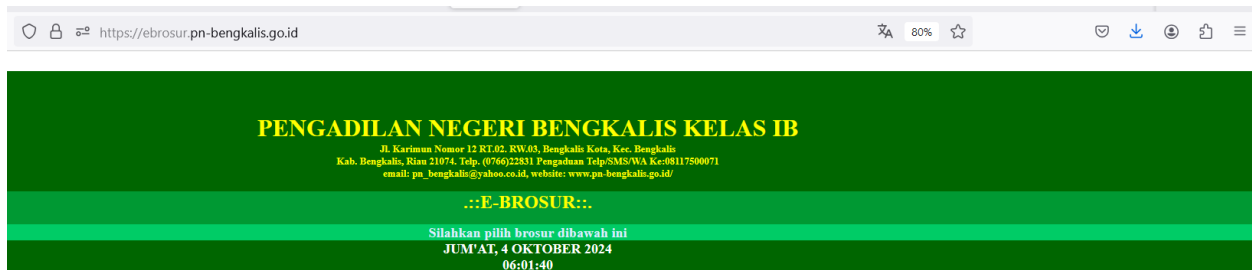 https://ebrosur.pn-bengkalis.go.id
80%
PENGADILAN NEGERI BENGKALIS KELAS IB
Jl. Karimun Nomor 12 RT.02. RW.03, Bengkalis Kota, Kec. Bengkalis
Kab. Bengkalis, Riau 21074. Telp. (0766)22831 Pengaduan Telp/SMS/WA Ke:08117500071
email: pn_bengkalis@yahoo.co.id, website: www.pn-bengkalis.go.id/
.::E-BROSUR::.
Silahkan pilih brosur dibawah ini
JUM'AT, 4 OKTOBER 2024
06:01:40